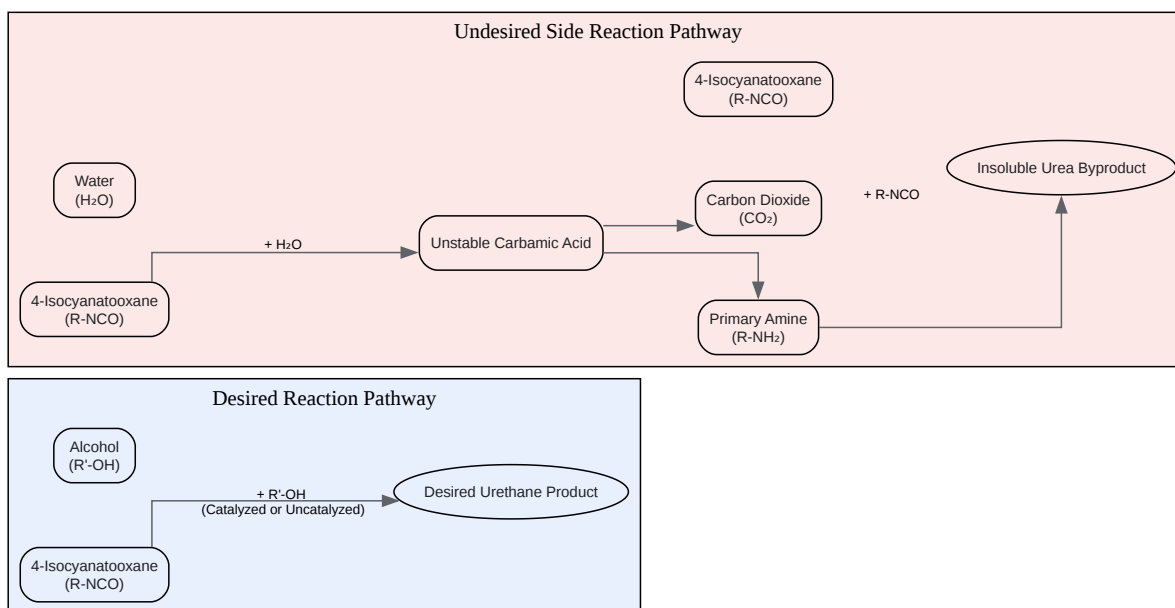 Undesired Side Reaction Pathway
4-Isocyanatooxane
(R-NCO)
Insoluble Urea Byproduct
Water
(H₂O)
Carbon Dioxide
(CO₂)
+ R-NCO
+ H₂O
Unstable Carbamic Acid
4-Isocyanatooxane
(R-NCO)
Primary Amine
(R-NH₂)
Desired Reaction Pathway
Alcohol
(R'-OH)
+ R'-OH
(Catalyzed or Uncatalyzed)
Desired Urethane Product
4-Isocyanatooxane
(R-NCO)